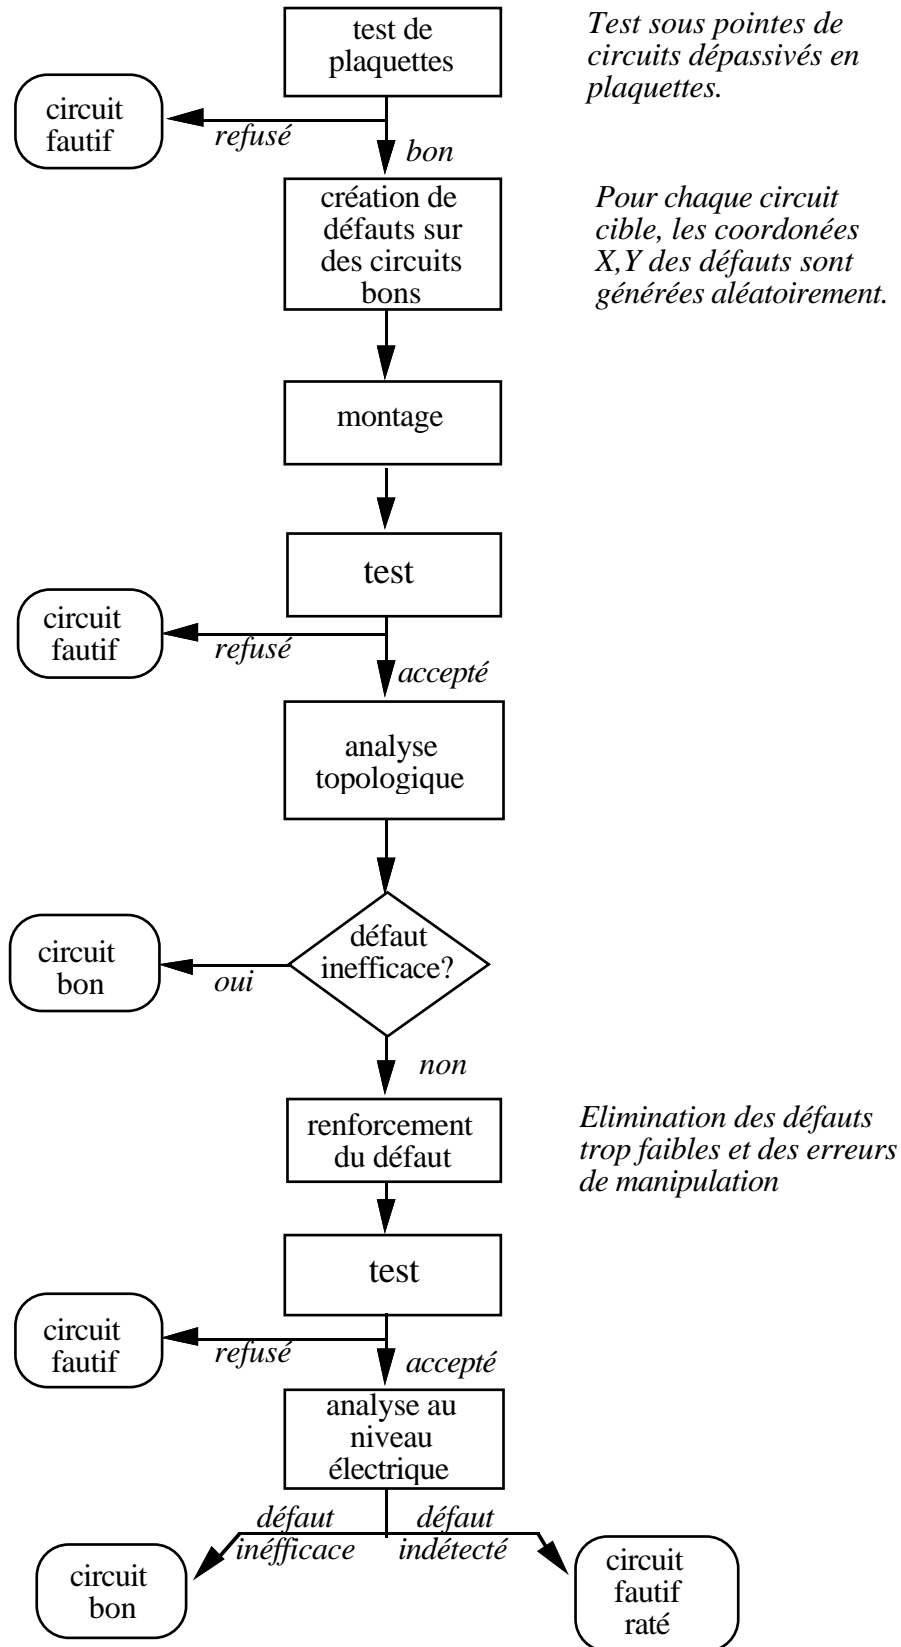 test de
plaquettes
Test sous pointes de
circuits dépassivés en
plaquettes.
circuit
fautif
refusé
bon
création de
défauts sur
des circuits
bons
Pour chaque circuit
cible, les coordonées
X,Y des défauts sont
générées aléatoirement.
montage
test
circuit
fautif
refusé
accepté
analyse
topologique
défaut
inefficace?
circuit
bon
oui
non
renforcement
du défaut
Elimination des défauts
trop faibles et des erreurs
de manipulation
test
circuit
fautif
refusé
accepté
analyse au
niveau
électrique
défaut
inéfficace
défaut
indétecté
circuit
bon
circuit
fautif
raté